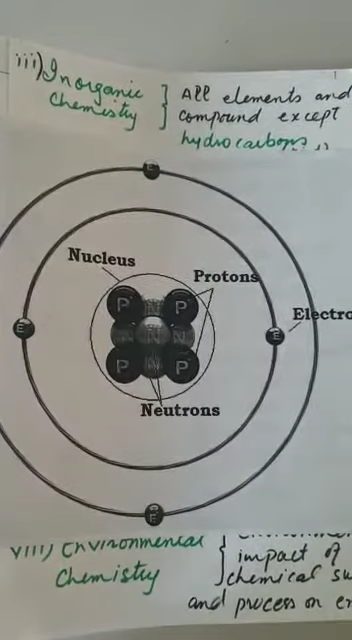 iii) Inorganic } All elements and
Chemistry compound except
hydrocarbons
E
Nucleus
Protons
P N P
E N N N E Electro
P N P
Neutrons
E
viii) Environmental {
impact of
Chemistry chemical su
and process on en